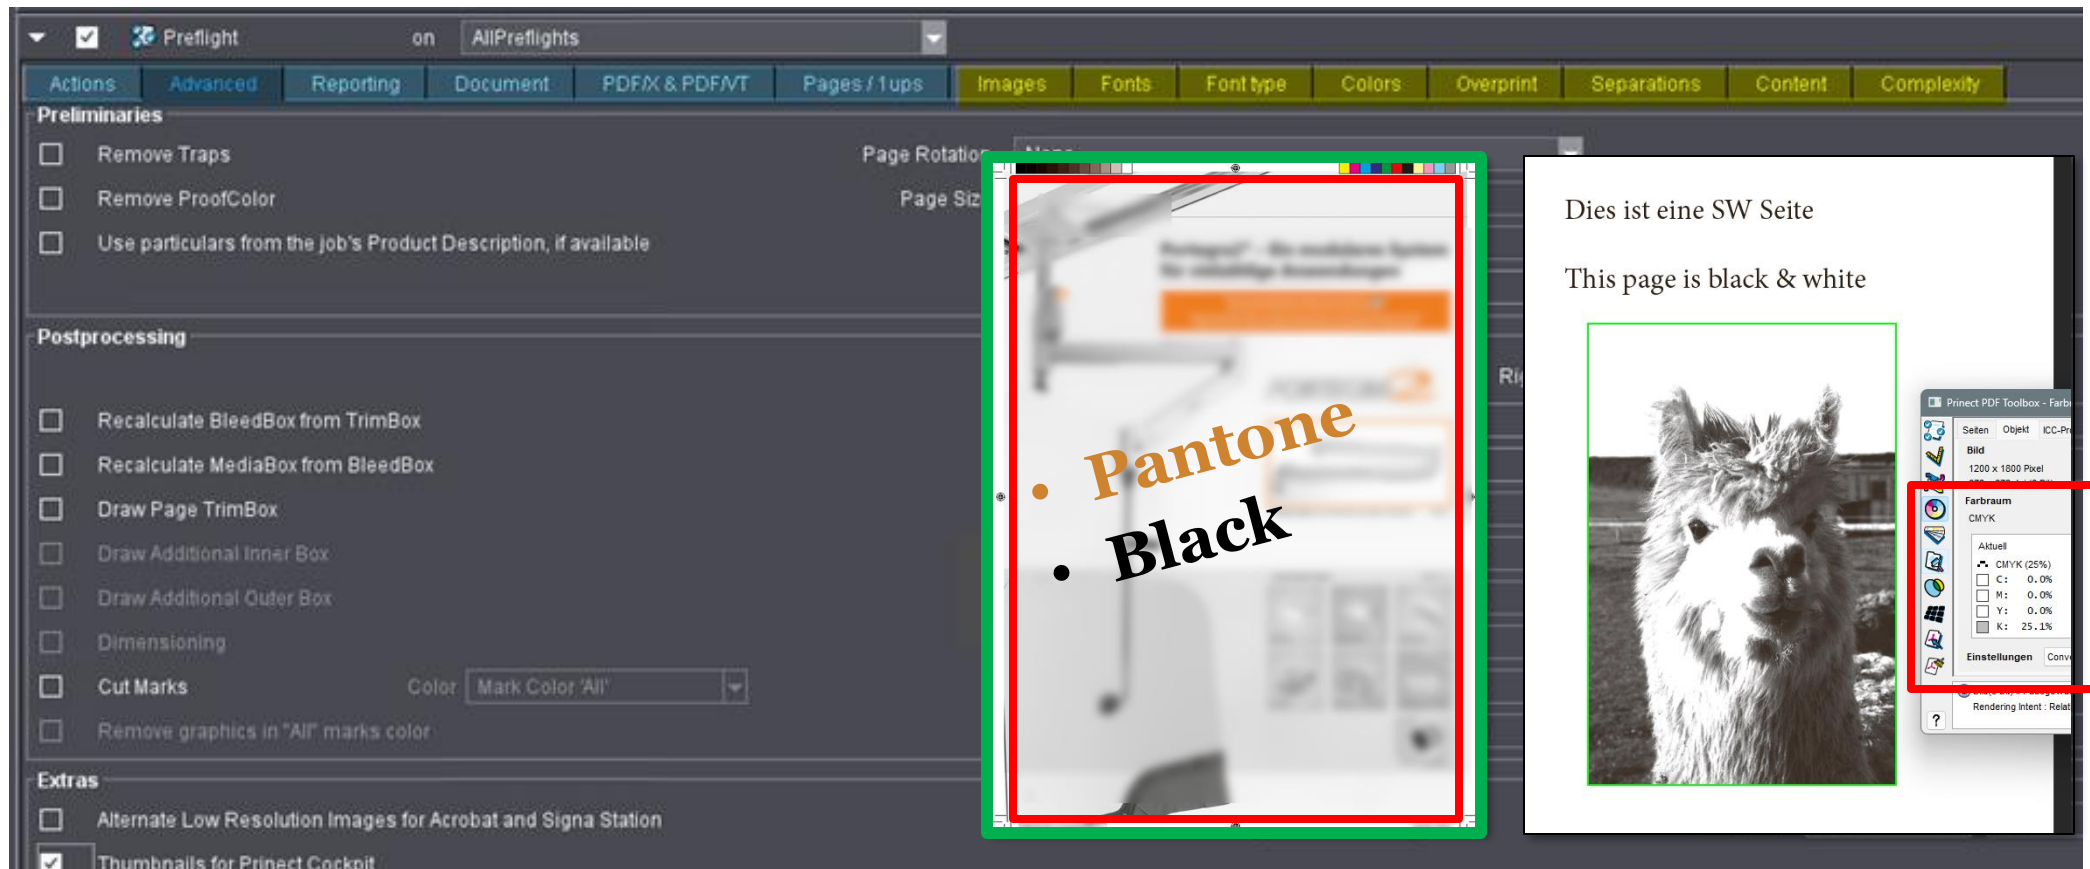 Preflight on AllPreflights
Actions Advanced Reporting Document PDF/X & PDF/VT Pages / 1ups Images Fonts Font type Colors Overprint Separations Content Complexity
Preliminaries
Remove Traps
Page Rotation
Remove ProofColor
Page Siz
Use particulars from the job's Product Description, if available
Postprocessing
Recalculate BleedBox from TrimBox
Recalculate MediaBox from BleedBox
Draw Page TrimBox
Draw Additional Inner Box
Draw Additional Outer Box
Dimensioning
Cut Marks Color Mark Color 'All'
Remove graphics in "All" marks color
Extras
Alternate Low Resolution Images for Acrobat and Signa Station
Thumbnails for Prinect Cockpit
• Pantone
• Black
Dies ist eine SW Seite
This page is black & white
Prinect PDF Toolbox - Farb
Seiten Objekt ICC-Pr
Bild
1200 x 1800 Pixel
Farbraum
CMYK
Aktuell
CMYK (25%)
C: 0.0%
M: 0.0%
Y: 0.0%
K: 25.1%
Einstellungen Conv
Rendering Intent : Relat
?